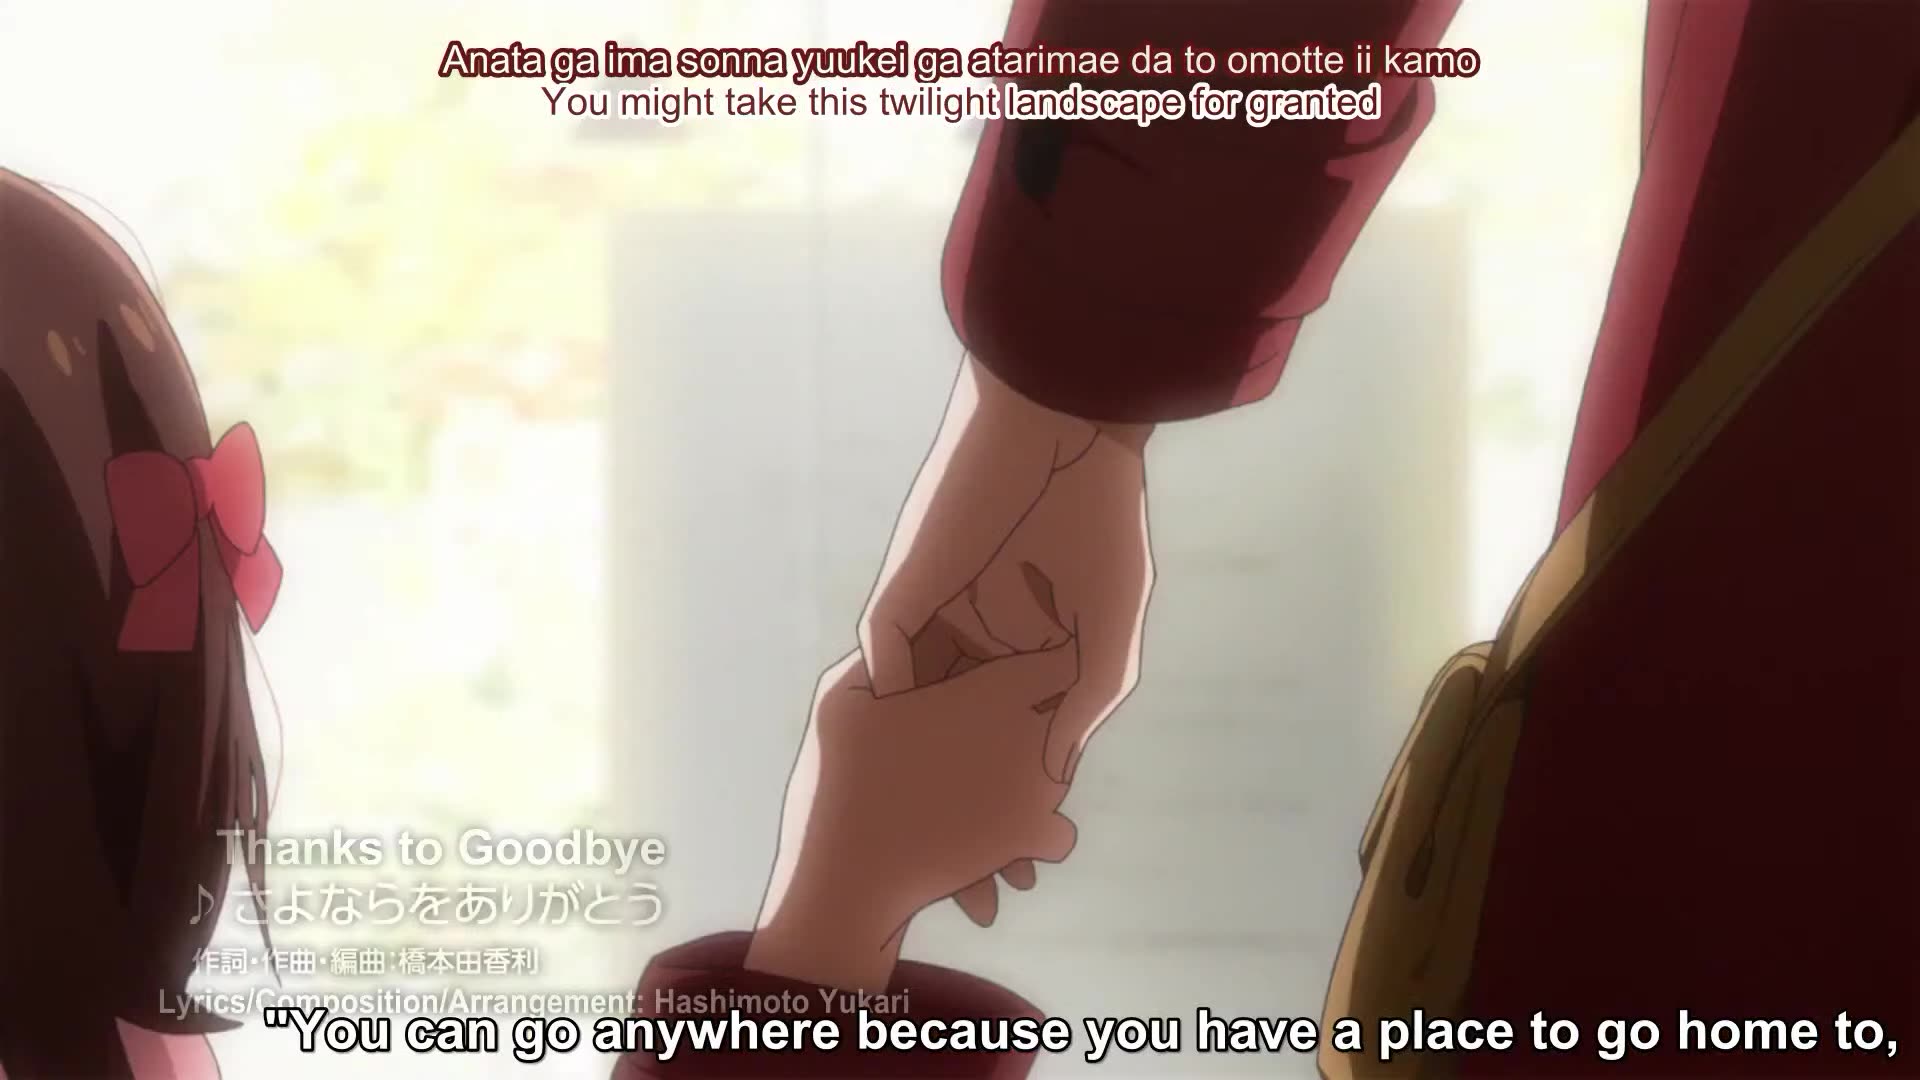 Anata ga ima sonna yuukei ga atarimae da to omotte ii kamo
You might take this twilight landscape for granted
Thanks to Goodbye
♪さよならをありがとう
作詞・作曲・編曲:橋本由香利
Lyrics/Composition/Arrangement: Hashimoto Yukari
"You can go anywhere because you have a place to go home to,